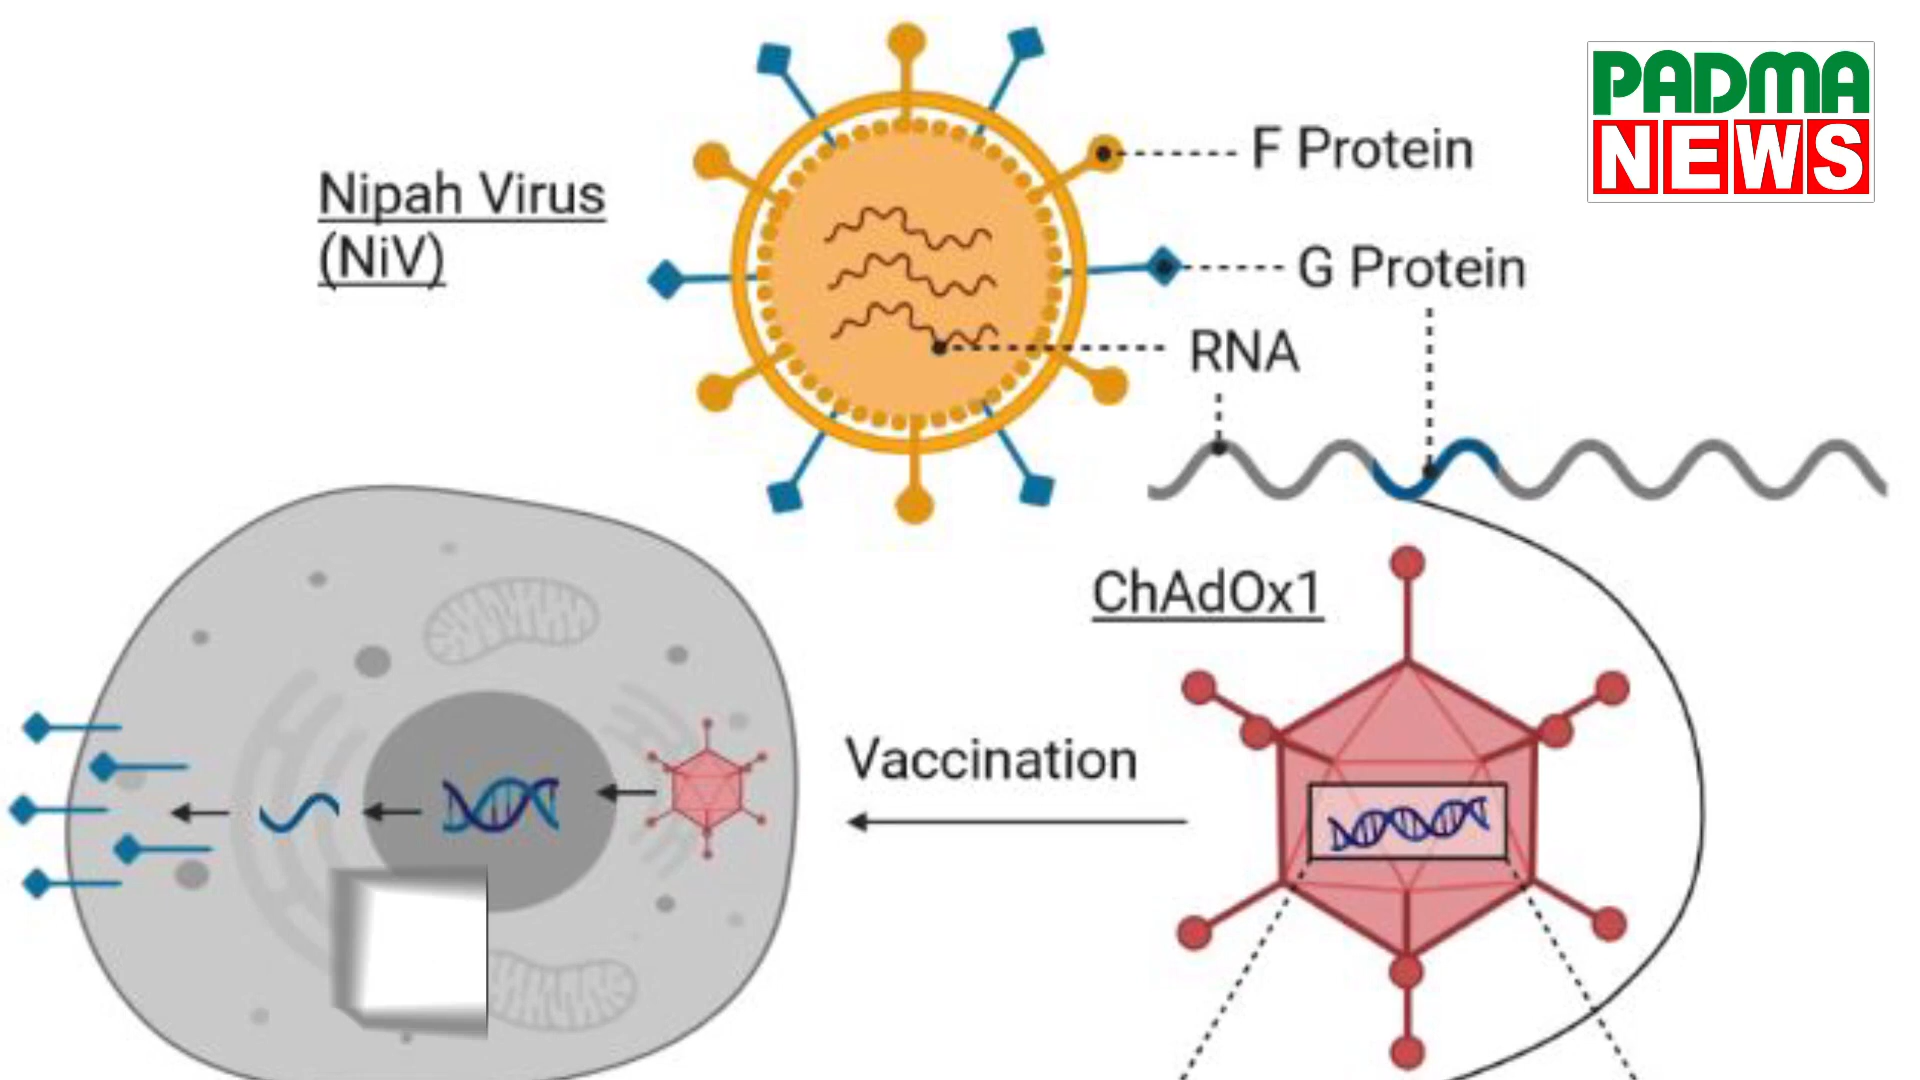 PADMA
NEWS
Nipah Virus
(NiV)
F Protein
G Protein
RNA
ChAdOx1
Vaccination